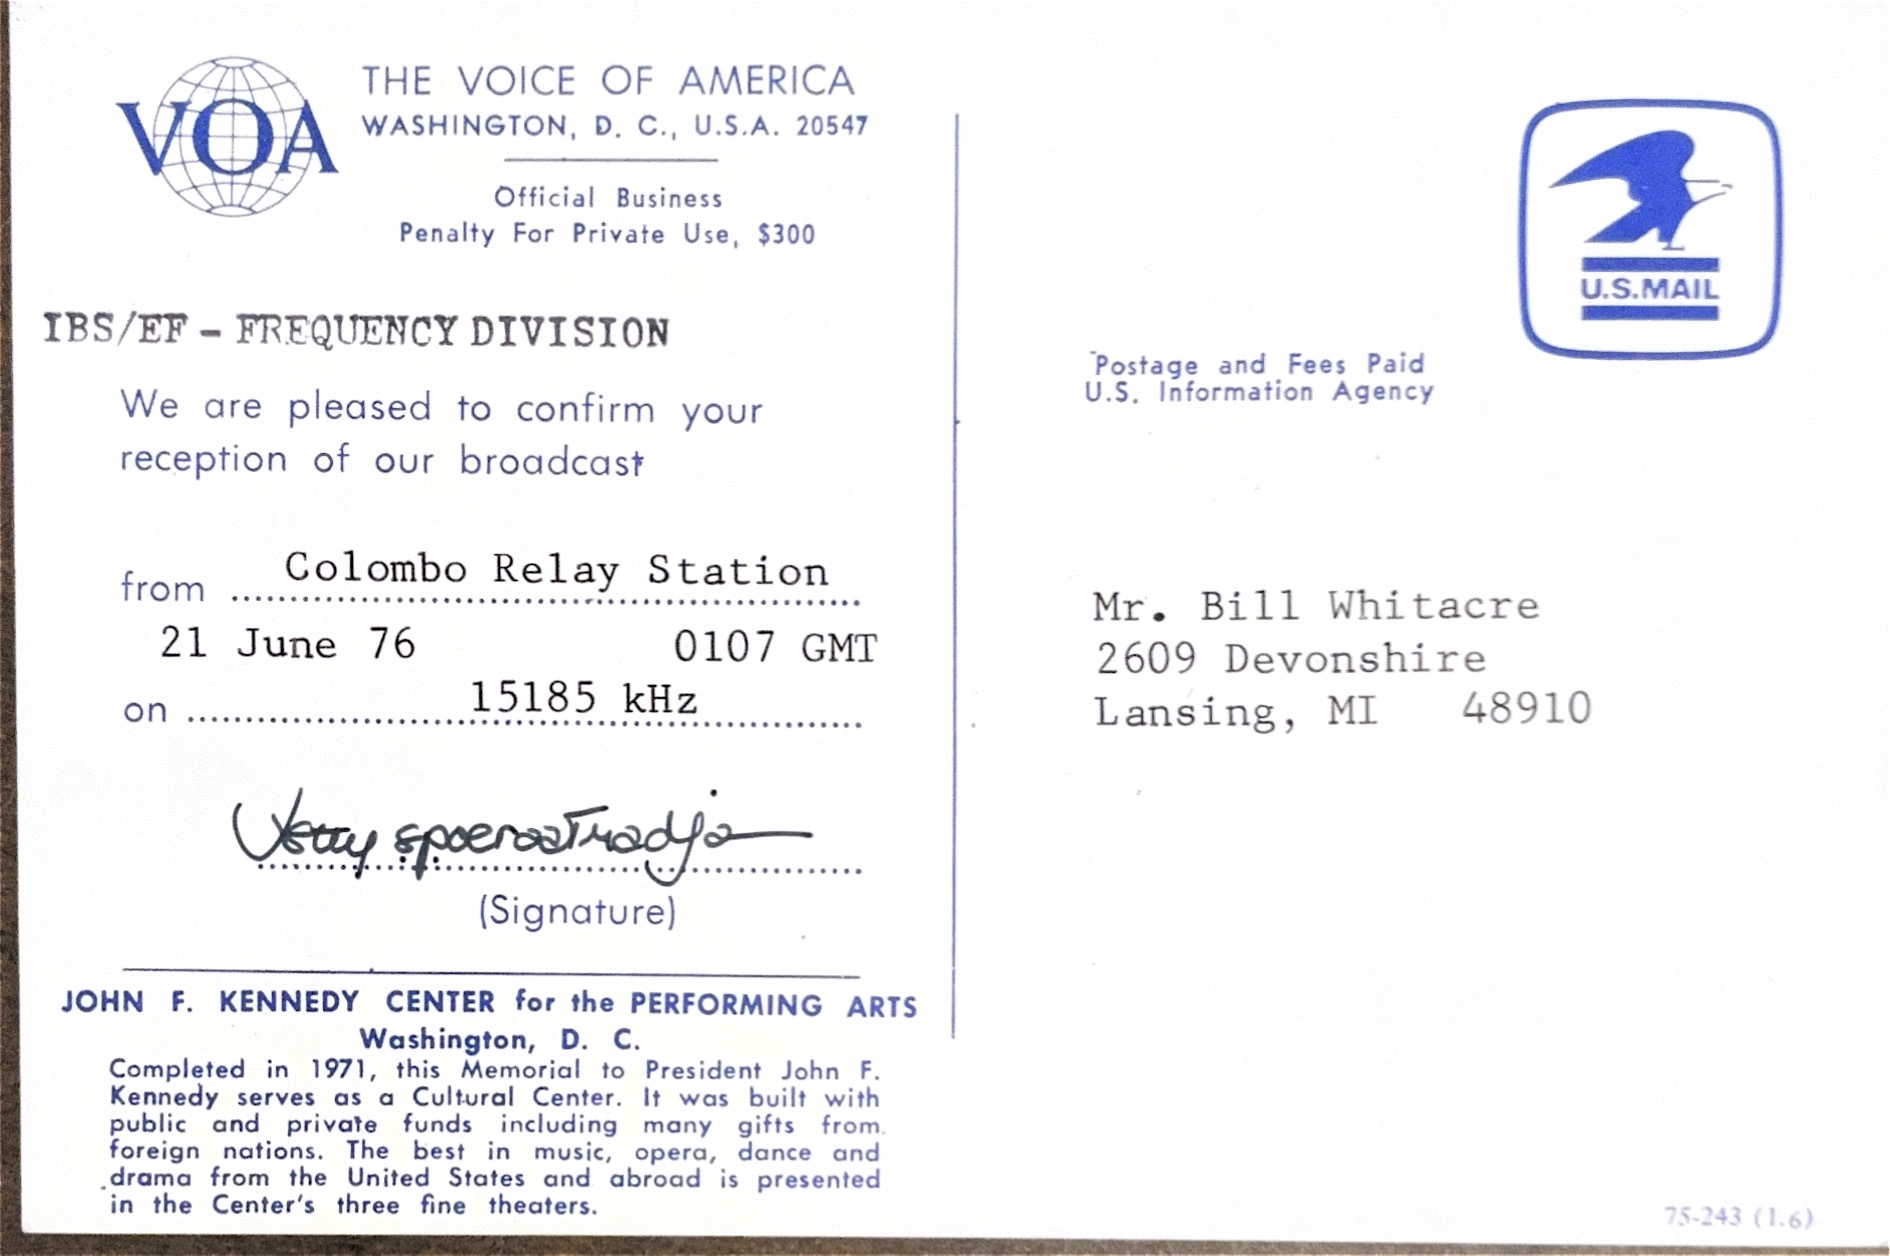 VOA
THE VOICE OF AMERICA
WASHINGTON, D. C., U.S.A. 20547
Official Business
Penalty For Private Use, $300
IBS/EF - FREQUENCY DIVISION
We are pleased to confirm your
reception of our broadcast
from Colombo Relay Station
21 June 76 0107 GMT
on 15185 kHz
(Signature)
JOHN F. KENNEDY CENTER for the PERFORMING ARTS
Washington, D. C.
Completed in 1971, this Memorial to President John F.
Kennedy serves as a Cultural Center. It was built with
public and private funds including many gifts from
foreign nations. The best in music, opera, dance and
drama from the United States and abroad is presented
in the Center's three fine theaters.
U.S.MAIL
Postage and Fees Paid
U.S. Information Agency
Mr. Bill Whitacre
2609 Devonshire
Lansing, MI 48910
75-243 (1.6)